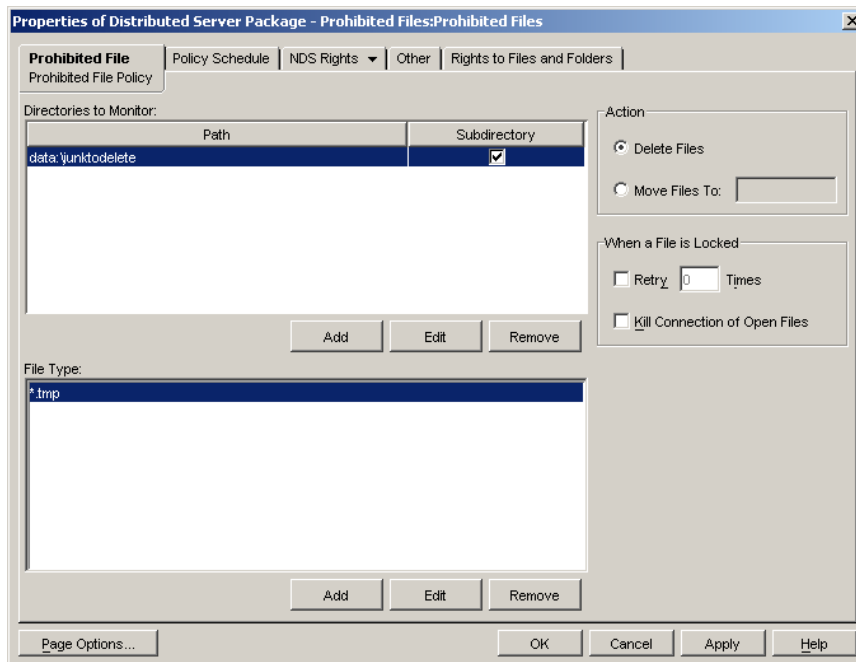 Properties of Distributed Server Package - Prohibited Files:Prohibited Files
Prohibited File
Policy Schedule
NDS Rights
Other
Rights to Files and Folders
Prohibited File Policy
Directories to Monitor:
Path
Subdirectory
data:\junktodelete
Add
Edit
Remove
File Type:
*.tmp
Add
Edit
Remove
Action
Delete Files
Move Files To:
When a File is Locked
Retry 0 Times
Kill Connection of Open Files
Page Options...
OK
Cancel
Apply
Help